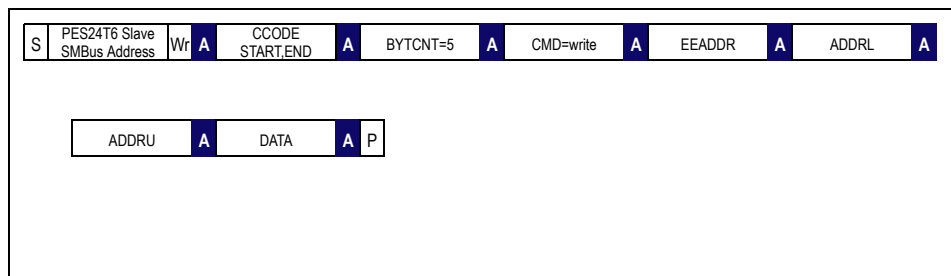 S PES24T6 Slave SMBus Address Wr A CCODE START,END A BYTCNT=5 A CMD=write A EEADDR A ADDRL A
ADDRU A DATA A P